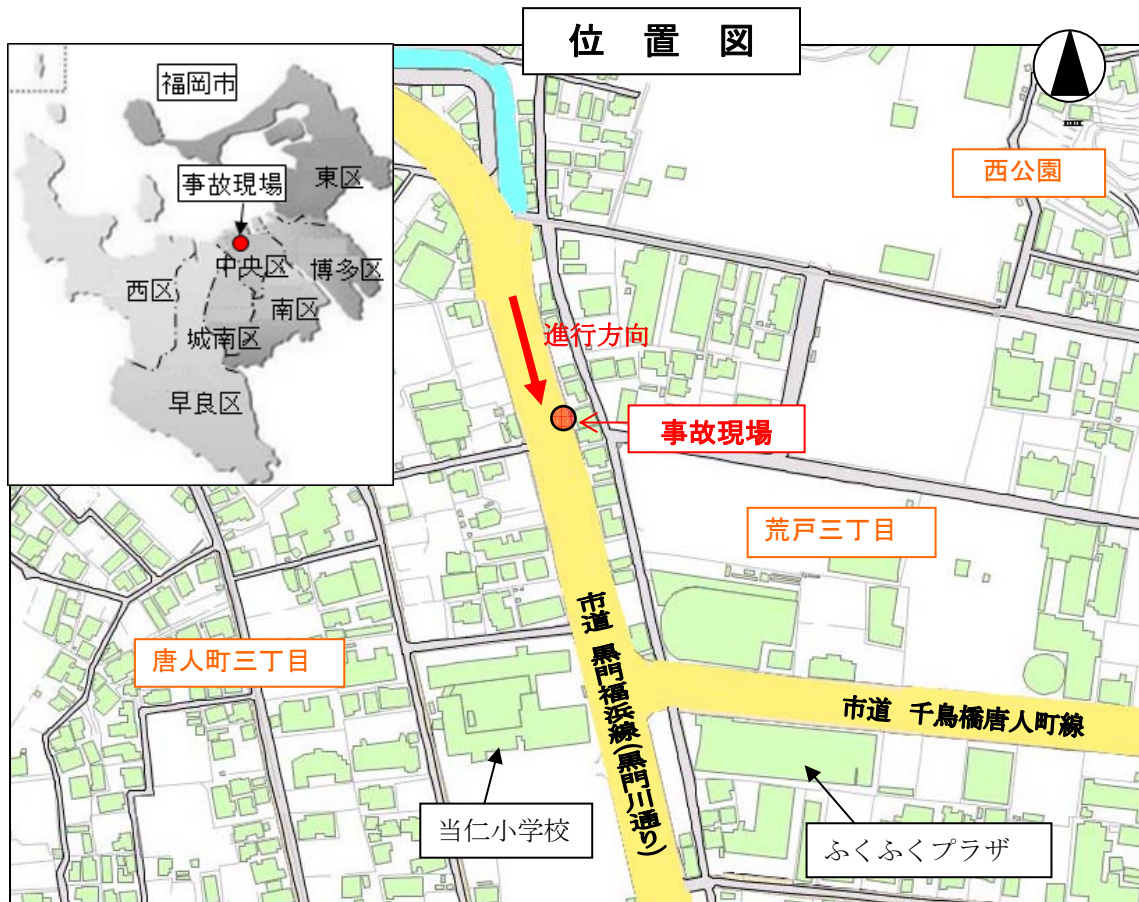 位　置　図
福岡市
事故現場
東区
中央区
博多区
西区
南区
城南区
早良区
西公園
進行方向
事故現場
荒戸三丁目
唐人町三丁目
市道　黒門福浜線（黒門川通り）
市道　千鳥橋唐人町線
当仁小学校
ふくふくプラザ